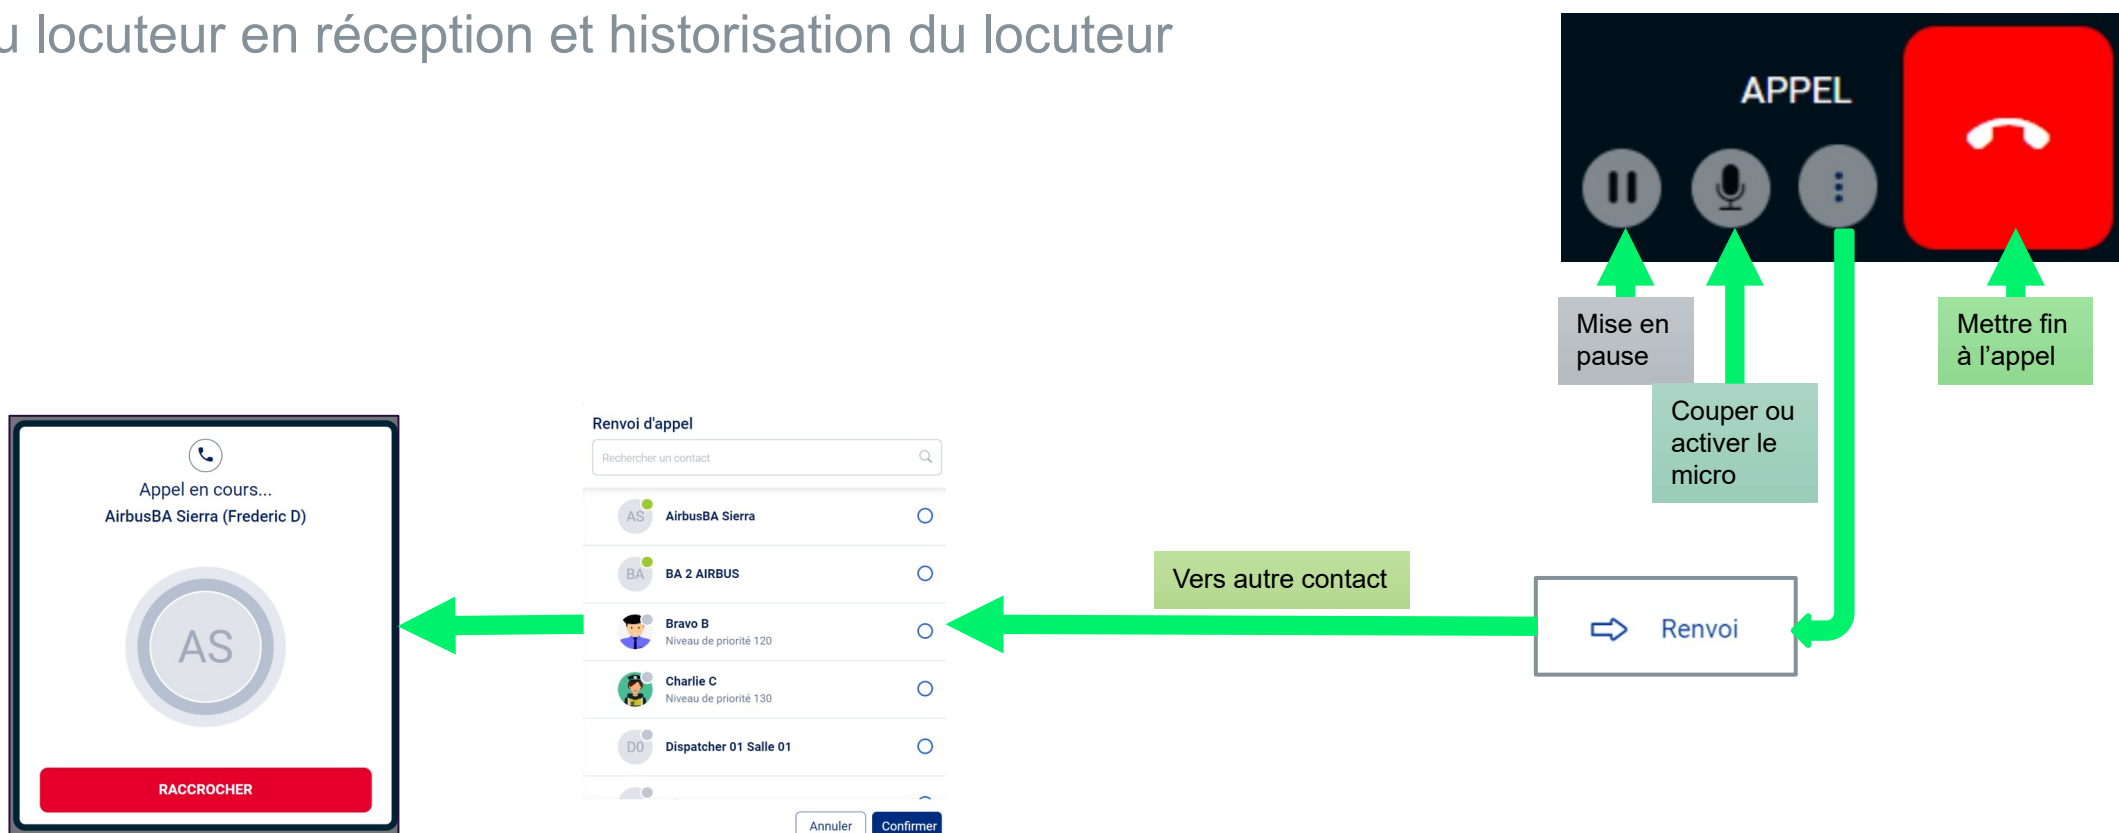 u locuteur en réception et historisation du locuteur
APPEL
Mise en
pause
Mettre fin
à l’appel
Couper ou
activer le
micro
Renvoi
Vers autre contact
Renvoi d'appel
Rechercher un contact
AS
AirbusBA Sierra
BA
BA 2 AIRBUS
Bravo B
Niveau de priorité 120
Charlie C
Niveau de priorité 130
D0
Dispatcher 01 Salle 01
Annuler
Confirmer
Appel en cours...
AirbusBA Sierra (Frederic D)
AS
RACCROCHER